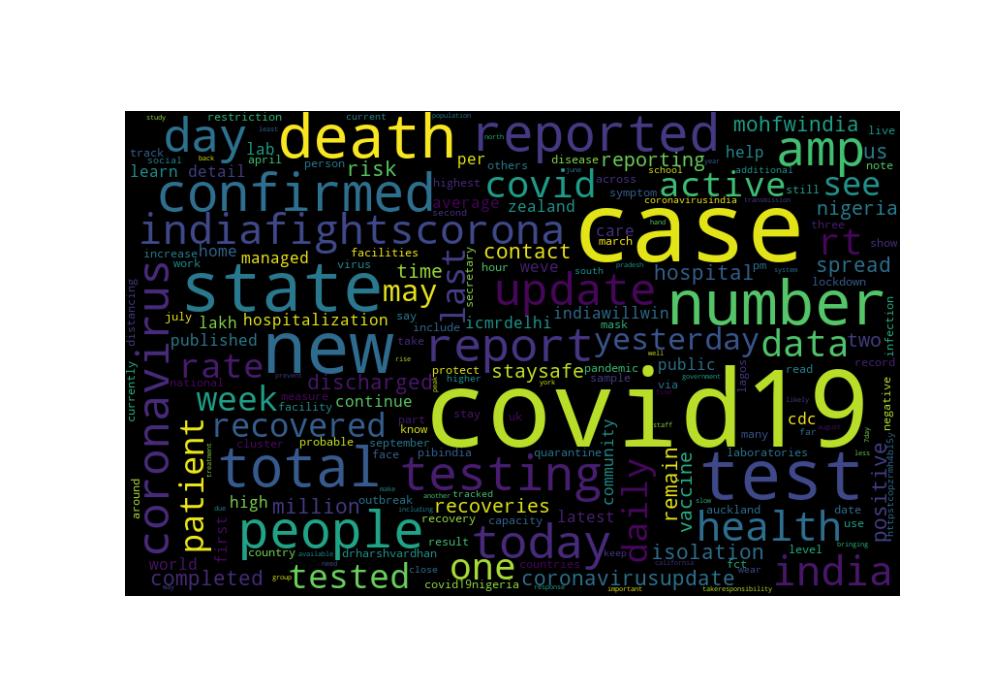 study restriction current population
day death reported mohfwindia live
least north
track lab amp us
social april back person risk per others disease reporting help note
learn detail june school year
confirmed highest covid across active additional see
average symptom still
second zealand coronavirusindia transmission nigeria
indiafightscorona case hand three rt show
care march
increase home managed facilities contact
work virus time hour weve south hospital pm spread
pradesh system lockdown
state may last secretary update number
distancing coronavirus july lakh hospitalization say include icmrdelhi indiawillwin infection
published new take report mask yesterday data two
rise well public record
rate protect staysafe pandemic via lagos read
national prevent discharged higher sample government
currently york
week measure covid19 likely
facility continue part stay uk cdc negative
recovered know staff many far august
cluster probable september community 7day
patient face pibindia quarantine laboratories less
total testing daily remain test positive
treatment make slow
high million outbreak another tracked vaccine
around including recoveries auckland date
first due recovery capacity latest health use
people result today
world country available drharshvardhan keep isolation level bringing
need countries california fct wear
completed tested group close one coronavirusupdate india
way covid19nigeria response important takeresponsibility